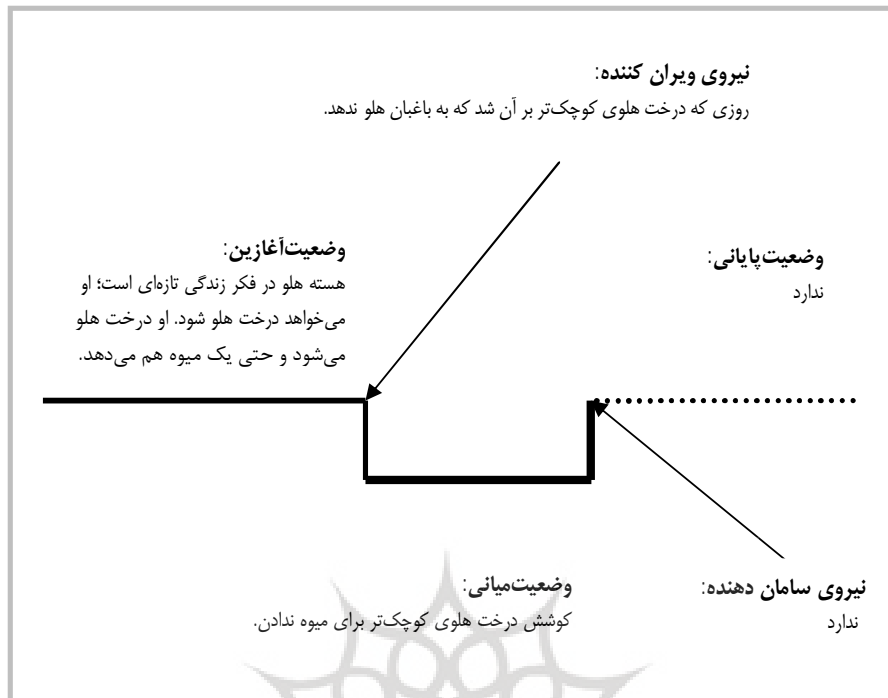 نیروی ویران کننده:
روزی که درخت هلوی کوچک‌تر بر آن شد که به باغبان هلو ندهد.
وضعیت‌آغازین:
هسته هلو در فکر زندگی تازه‌ای است؛ او
می‌خواهد درخت هلو شود. او درخت هلو
می‌شود و حتی یک میوه هم می‌دهد.
وضعیت‌پایانی:
ندارد
وضعیت‌میانی:
کوشش درخت هلوی کوچک‌تر برای میوه ندادن.
نیروی سامان دهنده:
ندارد